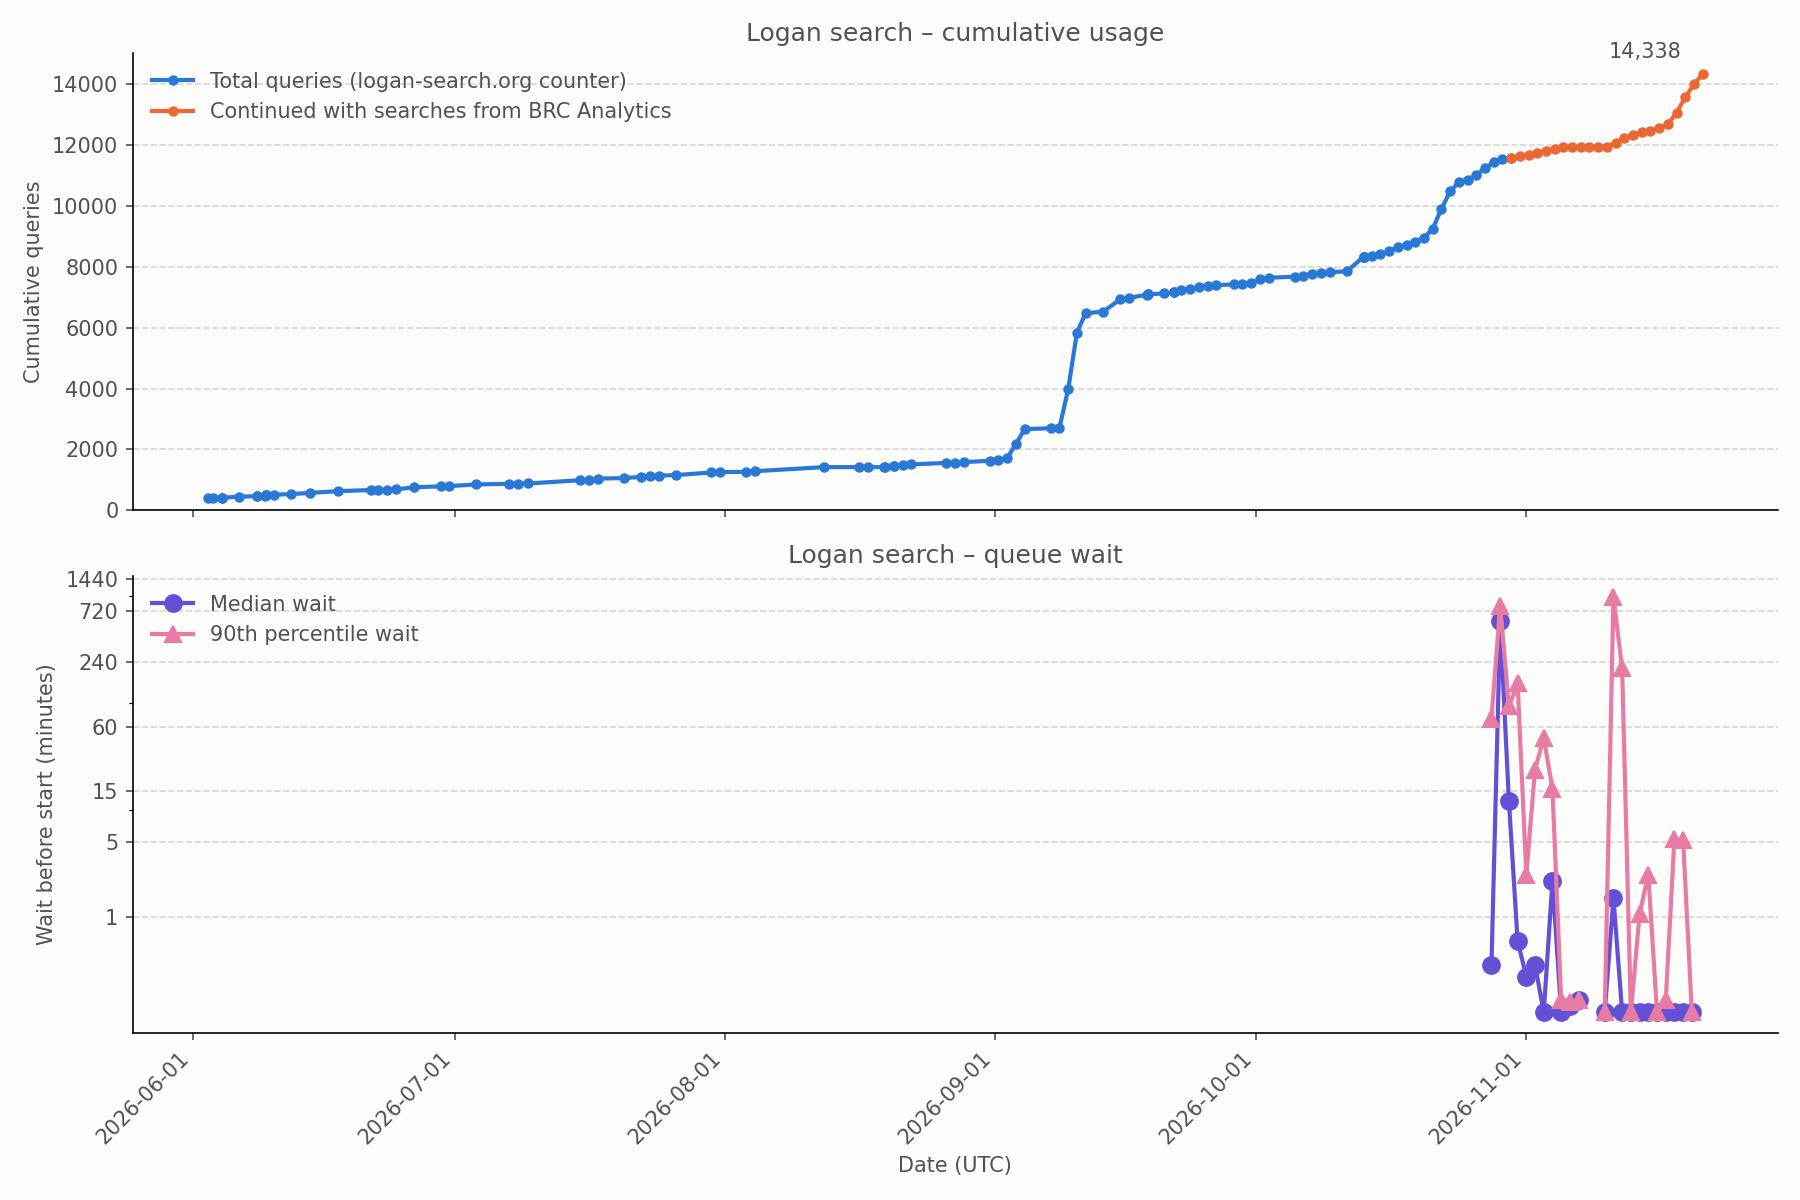 Logan search – cumulative usage
14,338
Total queries (logan-search.org counter)
Continued with searches from BRC Analytics
Cumulative queries
14000
12000
10000
8000
6000
4000
2000
0
Logan search – queue wait
Median wait
90th percentile wait
Wait before start (minutes)
1440
720
240
60
15
5
1
2026-06-01
2026-07-01
2026-08-01
2026-09-01
2026-10-01
2026-11-01
Date (UTC)